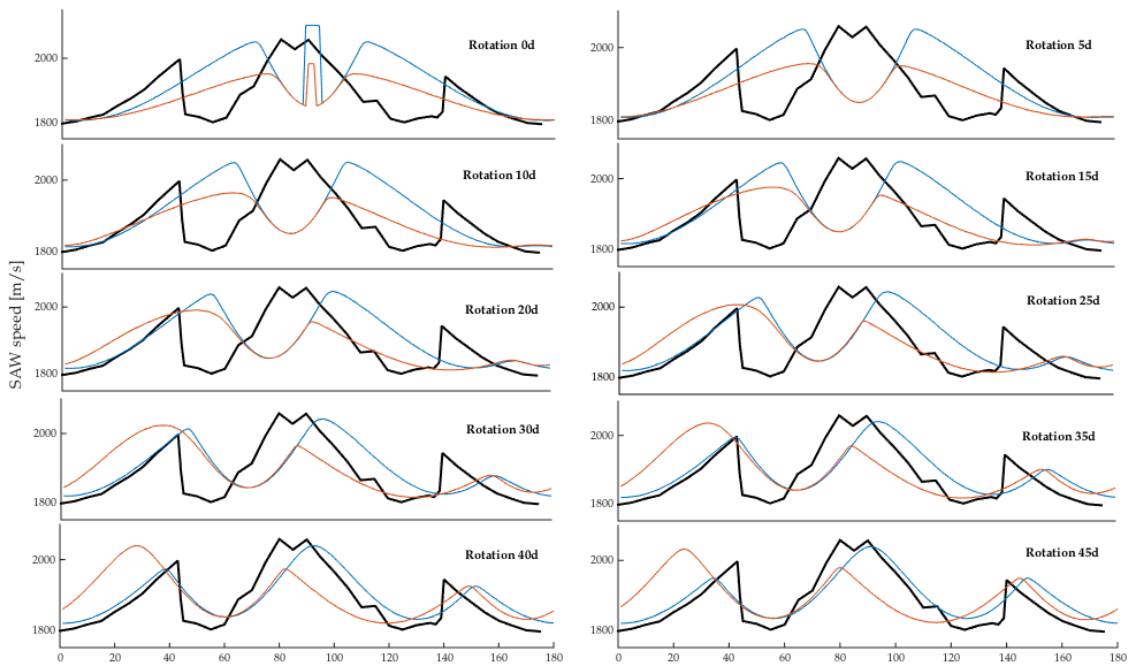 Rotation 0d
2000
1800
Rotation 5d
2000
1800
Rotation 10d
2000
1800
Rotation 15d
2000
1800
Rotation 20d
2000
1800
Rotation 25d
2000
1800
Rotation 30d
2000
1800
Rotation 35d
2000
1800
Rotation 40d
2000
1800
Rotation 45d
2000
1800
SAW speed [m/s]
0 20 40 60 80 100 120 140 160 180
0 20 40 60 80 100 120 140 160 180